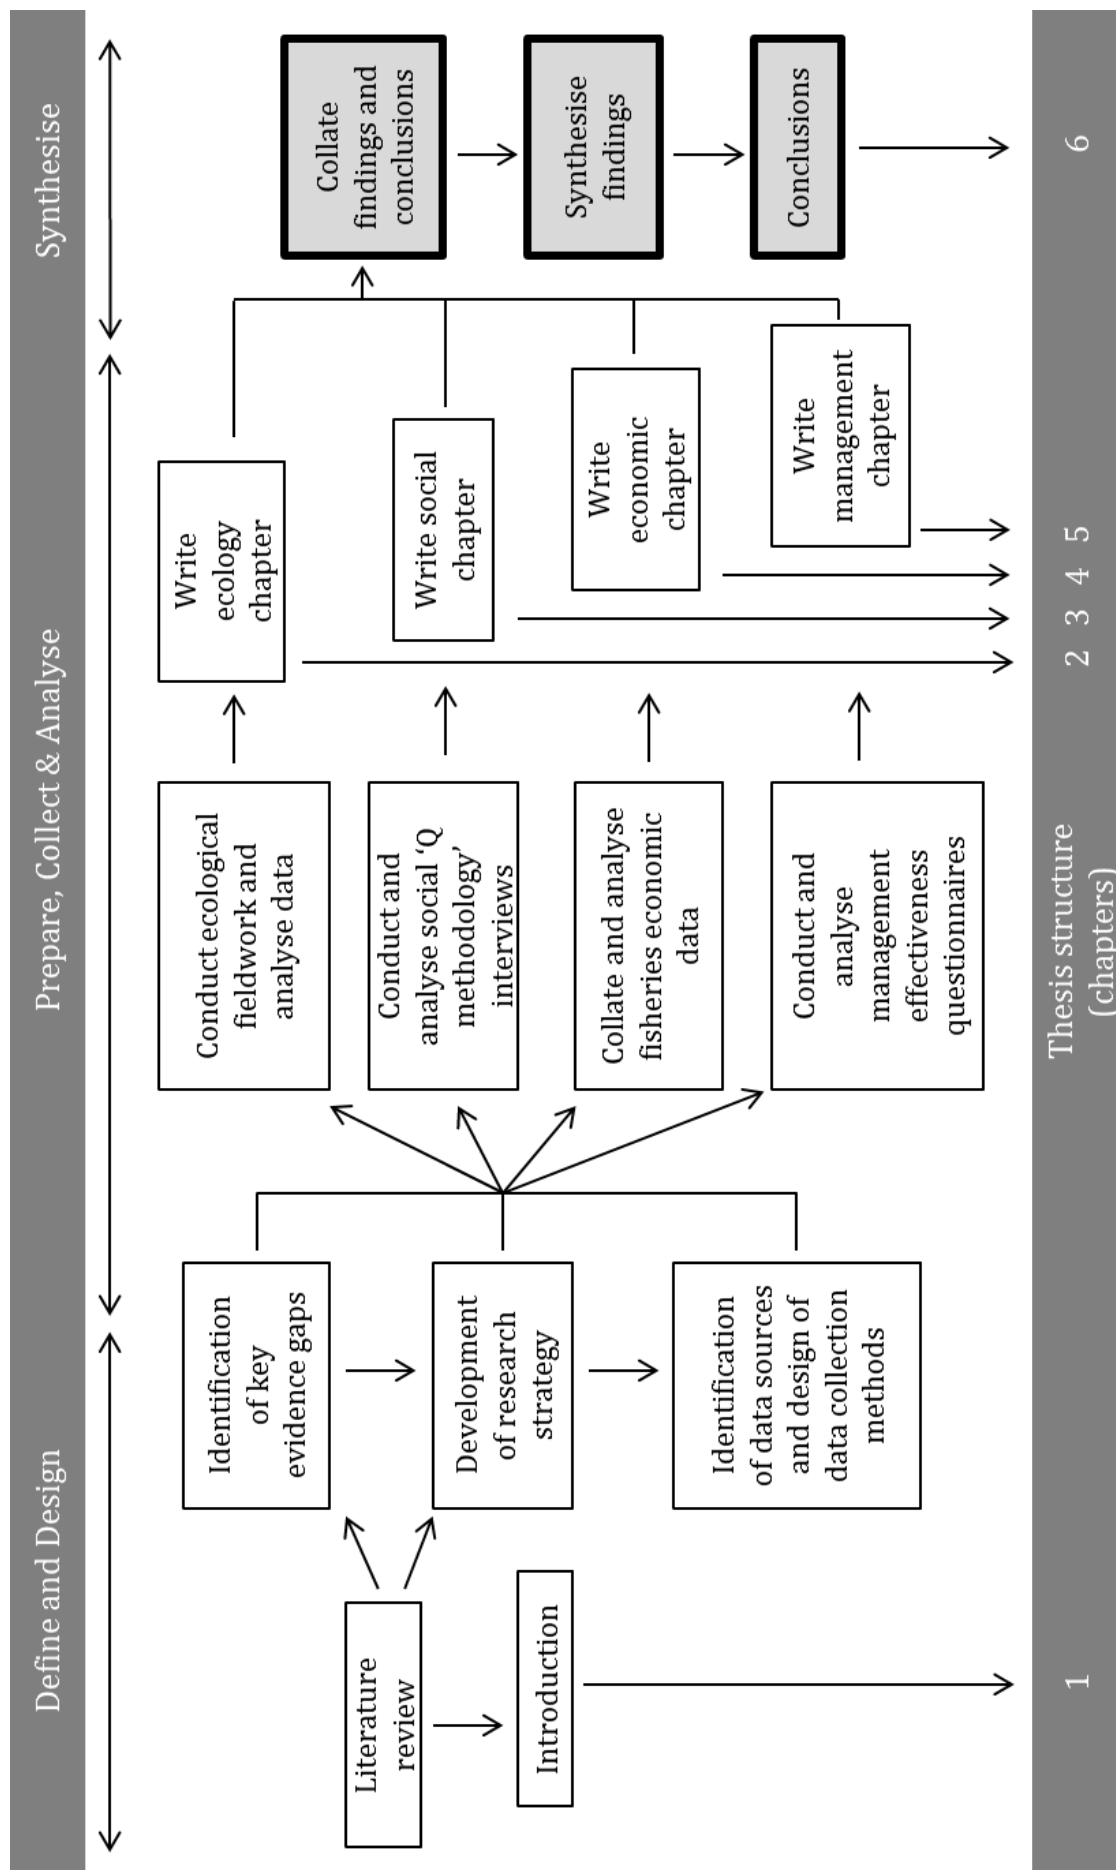 Define and Design
Prepare, Collect & Analyse
Synthesise
Literature
review
Introduction
Identification
of key
evidence gaps
Development
of research
strategy
Identification
of data sources
and design of
data collection
methods
Conduct ecological
fieldwork and
analyse data
Conduct and
analyse social ‘Q
methodology’
interviews
Collate and analyse
fisheries economic
data
Conduct and
analyse
management
effectiveness
questionnaires
Write
ecology
chapter
Write social
chapter
Write
economic
chapter
Write
management
chapter
Collate
findings and
conclusions
Synthesise
findings
Conclusions
1
2
3
4
5
6
Thesis structure
(chapters)